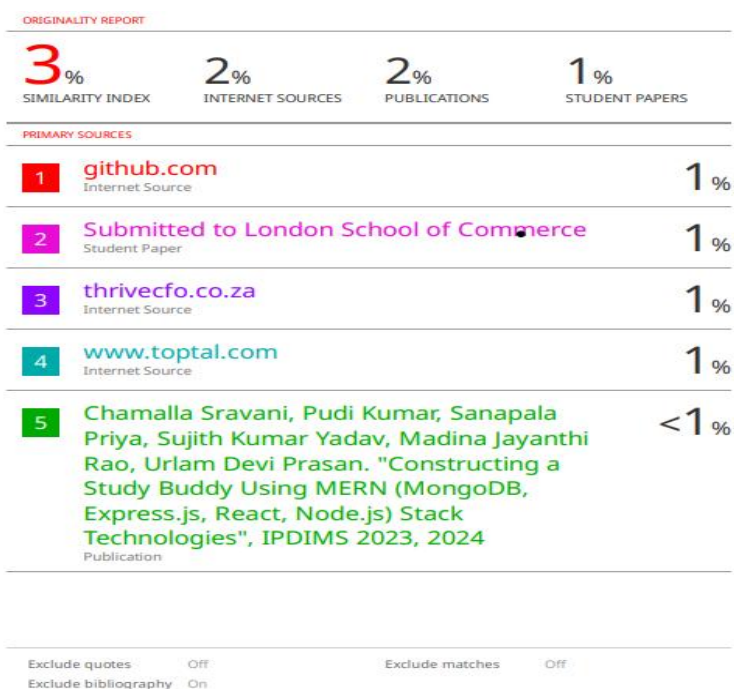 ORIGINALITY REPORT
3% 2% 2% 1%
SIMILARITY INDEX INTERNET SOURCES PUBLICATIONS STUDENT PAPERS
PRIMARY SOURCES
1 github.com 1%
Internet Source
2 Submitted to London School of Commerce 1%
Student Paper
3 thrivecfo.co.za 1%
Internet Source
4 www.toptal.com 1%
Internet Source
5 Chamalla Sravani, Pudi Kumar, Sanapala <1%
Priya, Sujith Kumar Yadav, Madina Jayanthi
Rao, Urlam Devi Prasan. "Constructing a
Study Buddy Using MERN (MongoDB,
Express.js, React, Node.js) Stack
Technologies", IPDIMS 2023, 2024
Publication
Exclude quotes Off Exclude matches Off
Exclude bibliography On